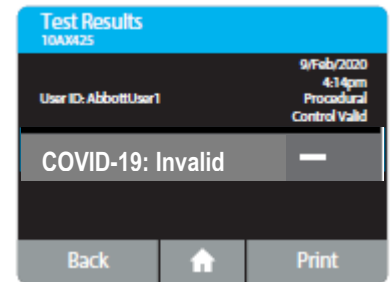 Test Results
10AX425
9/Feb/2020
4:14pm
User ID: AbbottUser1
Procedural
Control Valid
COVID-19: Invalid
Back
Print